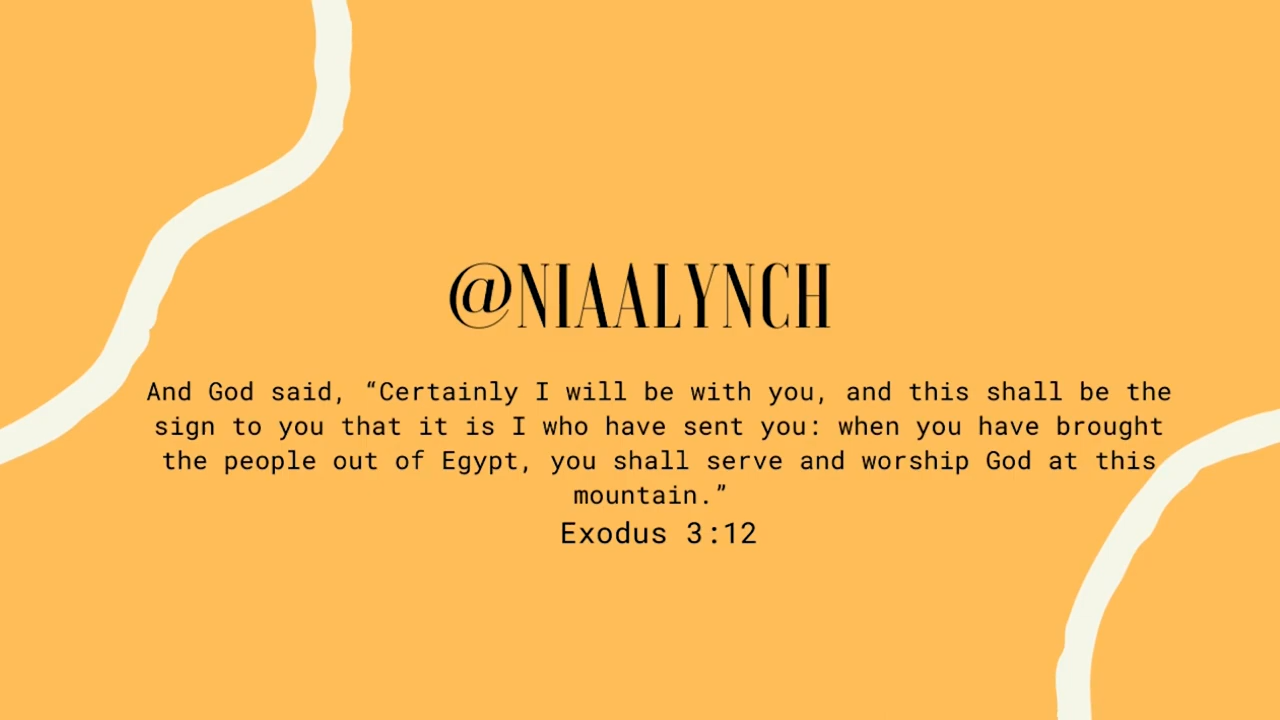 @NIAALYNCH
And God said, “Certainly I will be with you, and this shall be the
sign to you that it is I who have sent you: when you have brought
the people out of Egypt, you shall serve and worship God at this
mountain.”
Exodus 3:12